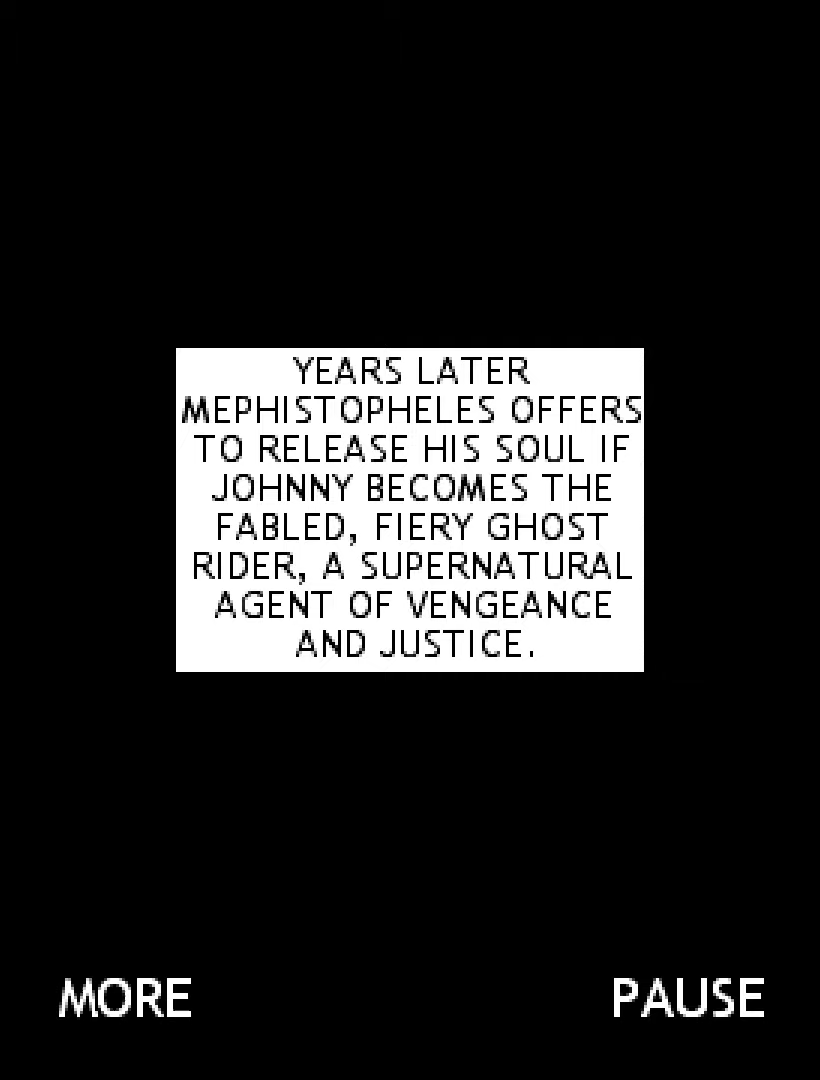 YEARS LATER
MEPHISTOPHELES OFFERS
TO RELEASE HIS SOUL IF
JOHNNY BECOMES THE
FABLED, FIERY GHOST
RIDER, A SUPERNATURAL
AGENT OF VENGEANCE
AND JUSTICE.
MORE PAUSE